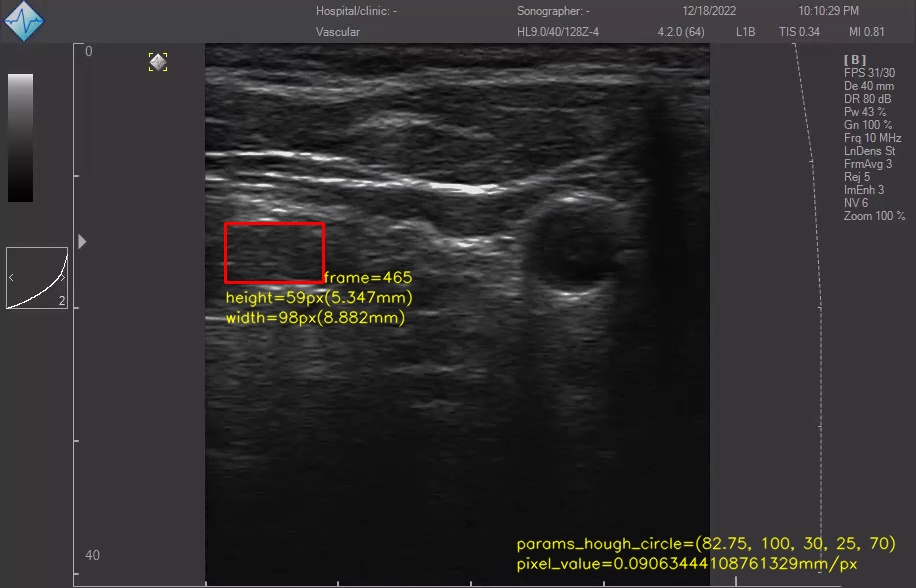 Hospital/clinic: - Sonographer: - 12/18/2022 10:10:29 PM
Vascular HL9.0/40/128Z-4 4.2.0 (64) L1B TIS 0.34 MI 0.81
0
[ B ]
FPS 31/30
De 40 mm
DR 80 dB
Pw 43 %
Gn 100 %
Frq 10 MHz
LnDens St
FrmAvg 3
Rej 5
ImEnh 3
NV 6
Zoom 100 %
2
frame=465
height=59px(5.347mm)
width=98px(8.882mm)
40
params_hough_circle=(82.75, 100, 30, 25, 70)
pixel_value=0.09063444108761329mm/px